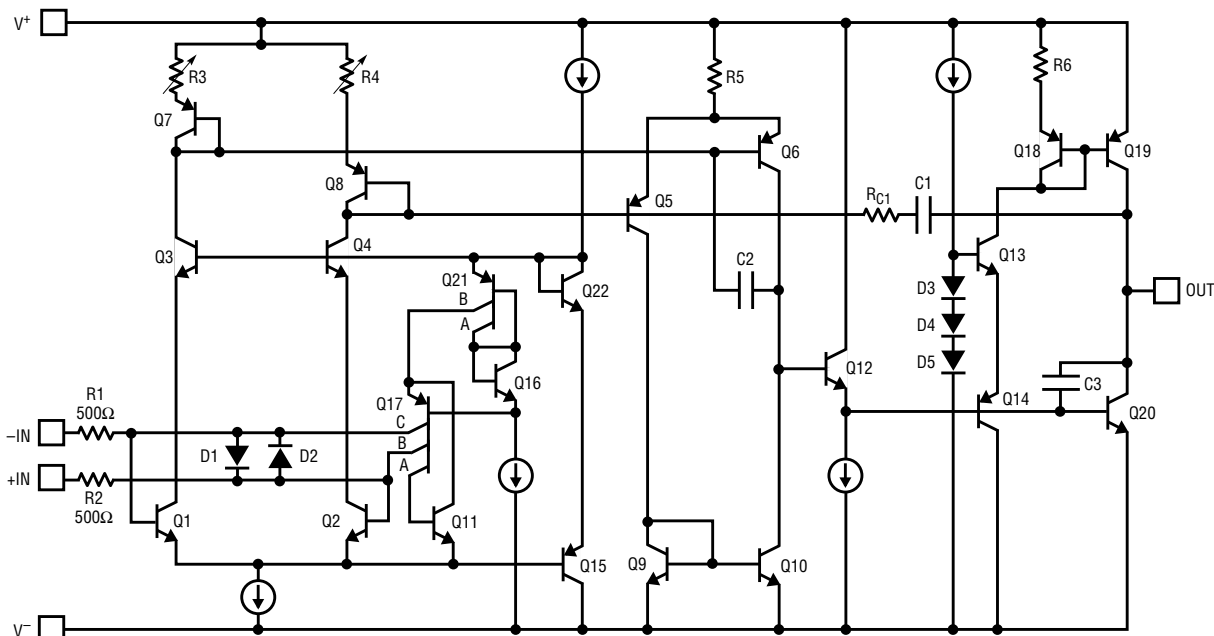 V+
R3
R4
R5
R6
Q7
Q6
Q18
Q19
Q8
Q5
RC1
C1
Q3
Q4
Q21
B
A
Q22
C2
Q13
D3
D4
D5
OUT
Q16
Q12
C3
R1
500Ω
Q17
C
B
A
Q14
Q20
–IN
D1
D2
+IN
R2
500Ω
Q1
Q2
Q11
Q15
Q9
Q10
V–